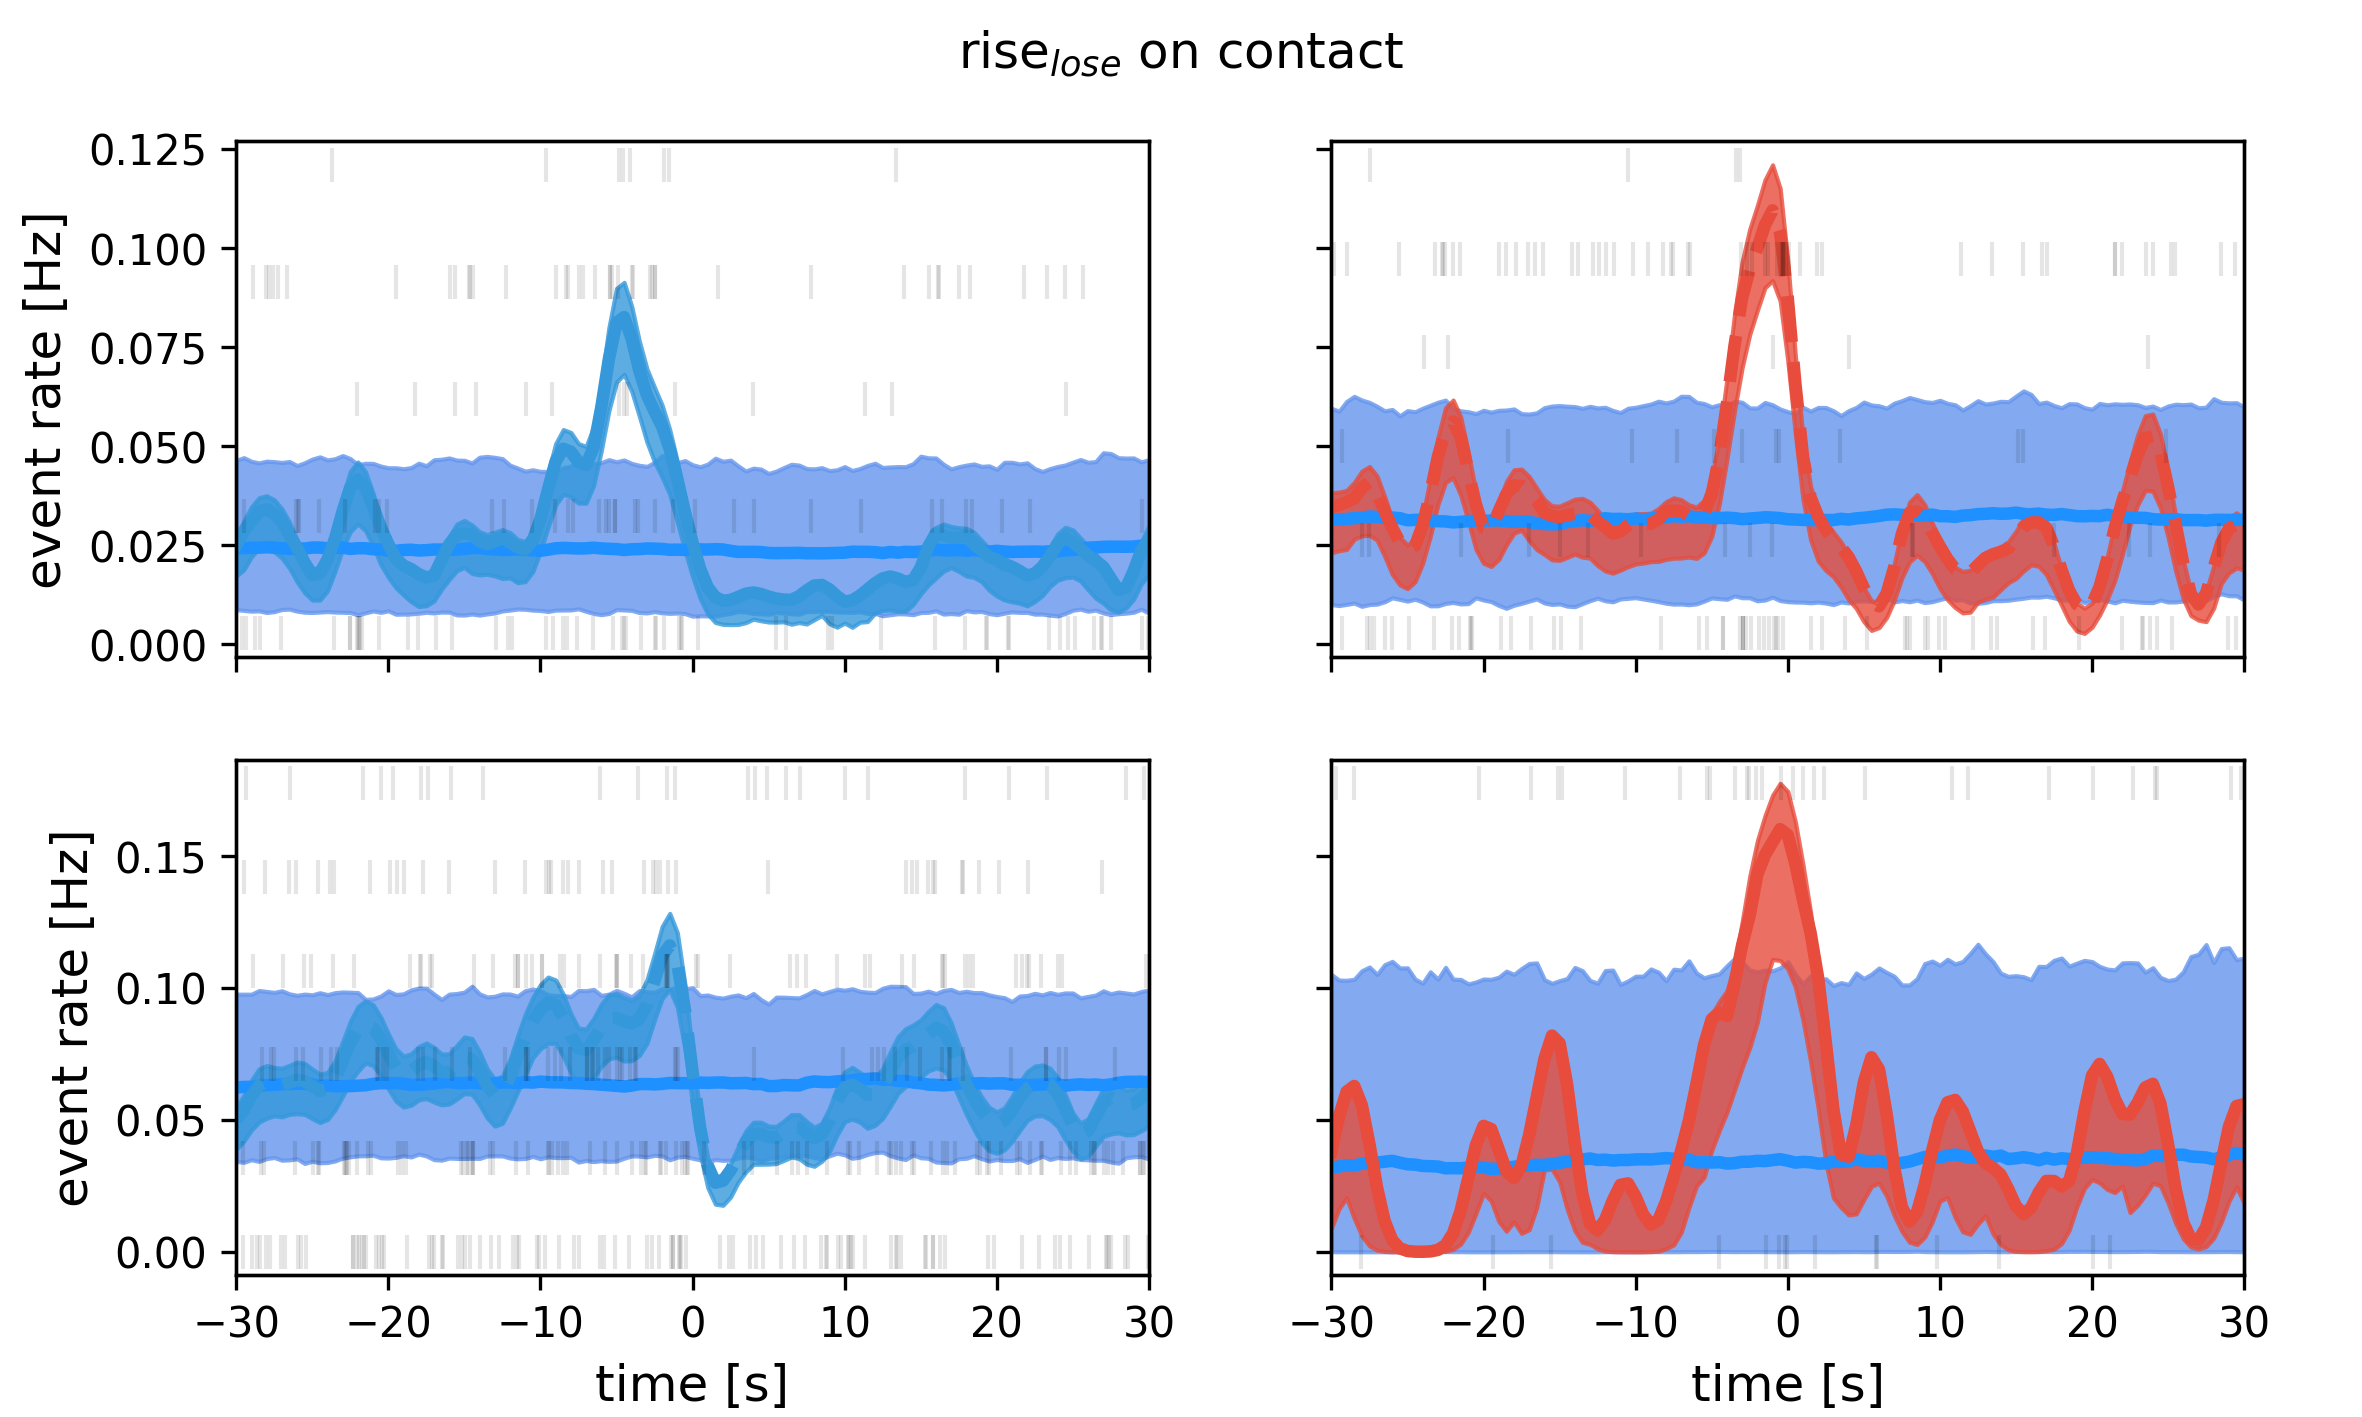 rise_lose on contact
0.125
0.100
0.075
0.050
0.025
0.000
event rate [Hz]
0.15
0.10
0.05
0.00
event rate [Hz]
−30 −20 −10 0 10 20 30
−30 −20 −10 0 10 20 30
time [s]
time [s]